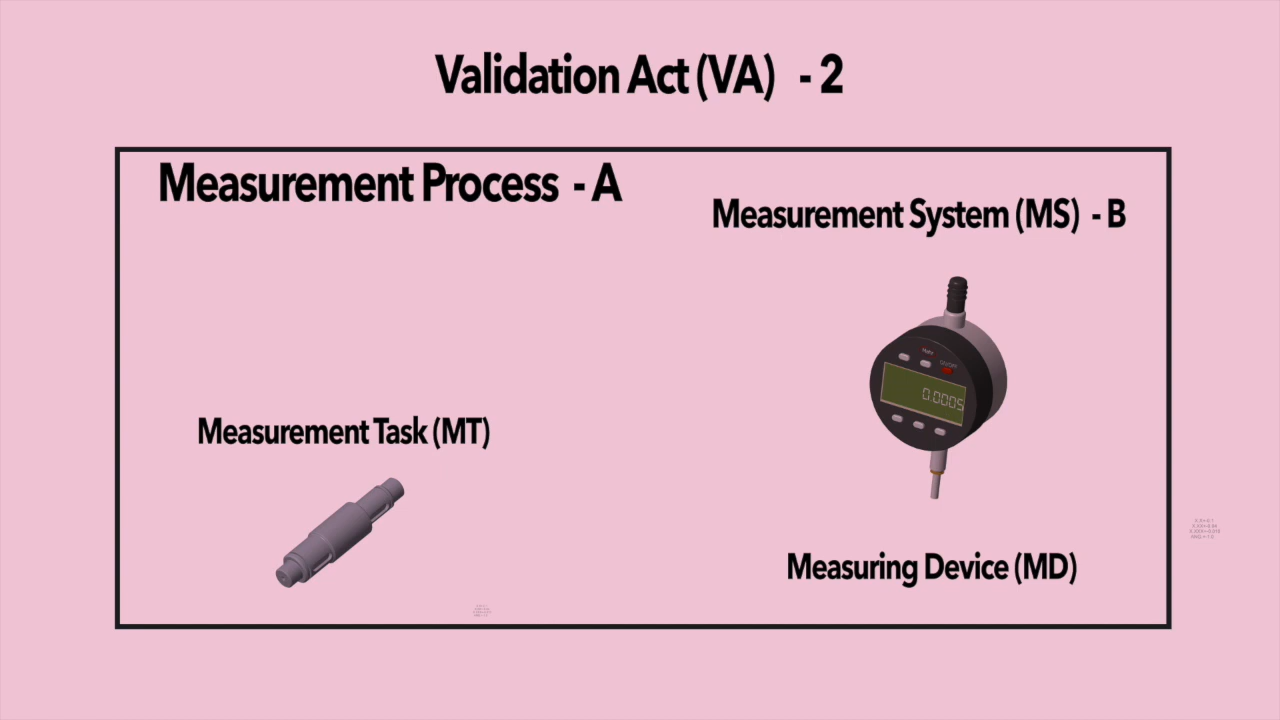 Validation Act (VA) - 2
Measurement Process - A
Measurement System (MS) - B
0.0005
Measurement Task (MT)
Measuring Device (MD)